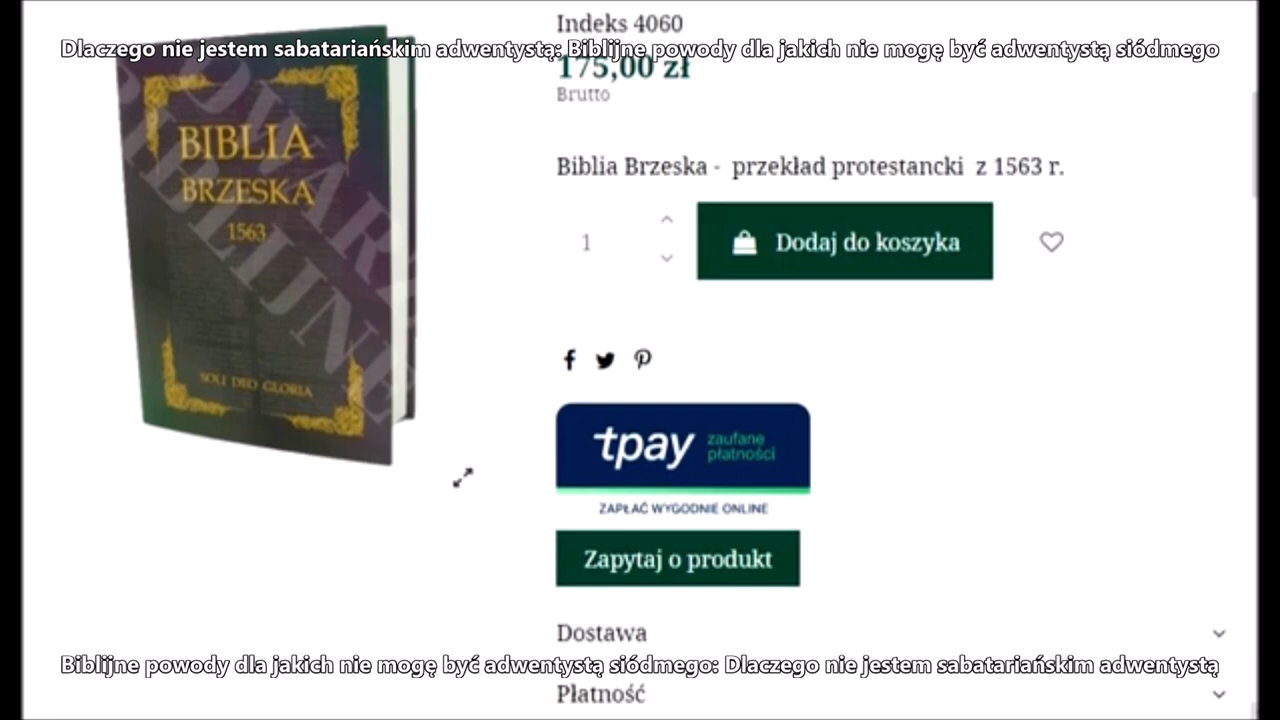 Indeks 4060
Dlaczego nie jestem sabatariańskim adwentystą: Biblijne powody dla jakich nie mogę być adwentystą siódmego
175,00 zł
Brutto
BIBLIA
BRZESKA
1563
SOLI DEO GLORIA
Biblia Brzeska - przekład protestancki z 1563 r.
1
Dodaj do koszyka
tpay zaufane płatności
ZAPŁAĆ WYGODNIE ONLINE
Zapytaj o produkt
Dostawa
Biblijne powody dla jakich nie mogę być adwentystą siódmego: Dlaczego nie jestem sabatariańskim adwentystą
Płatność